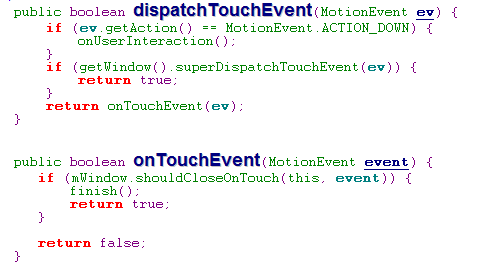 public boolean dispatchTouchEvent(MotionEvent ev) {
if (ev.getAction() == MotionEvent.ACTION_DOWN) {
onUserInteraction();
}
if (getWindow().superDispatchTouchEvent(ev)) {
return true;
}
return onTouchEvent(ev);
}
public boolean onTouchEvent(MotionEvent event) {
if (mWindow.shouldCloseOnTouch(this, event)) {
finish();
return true;
}
return false;
}